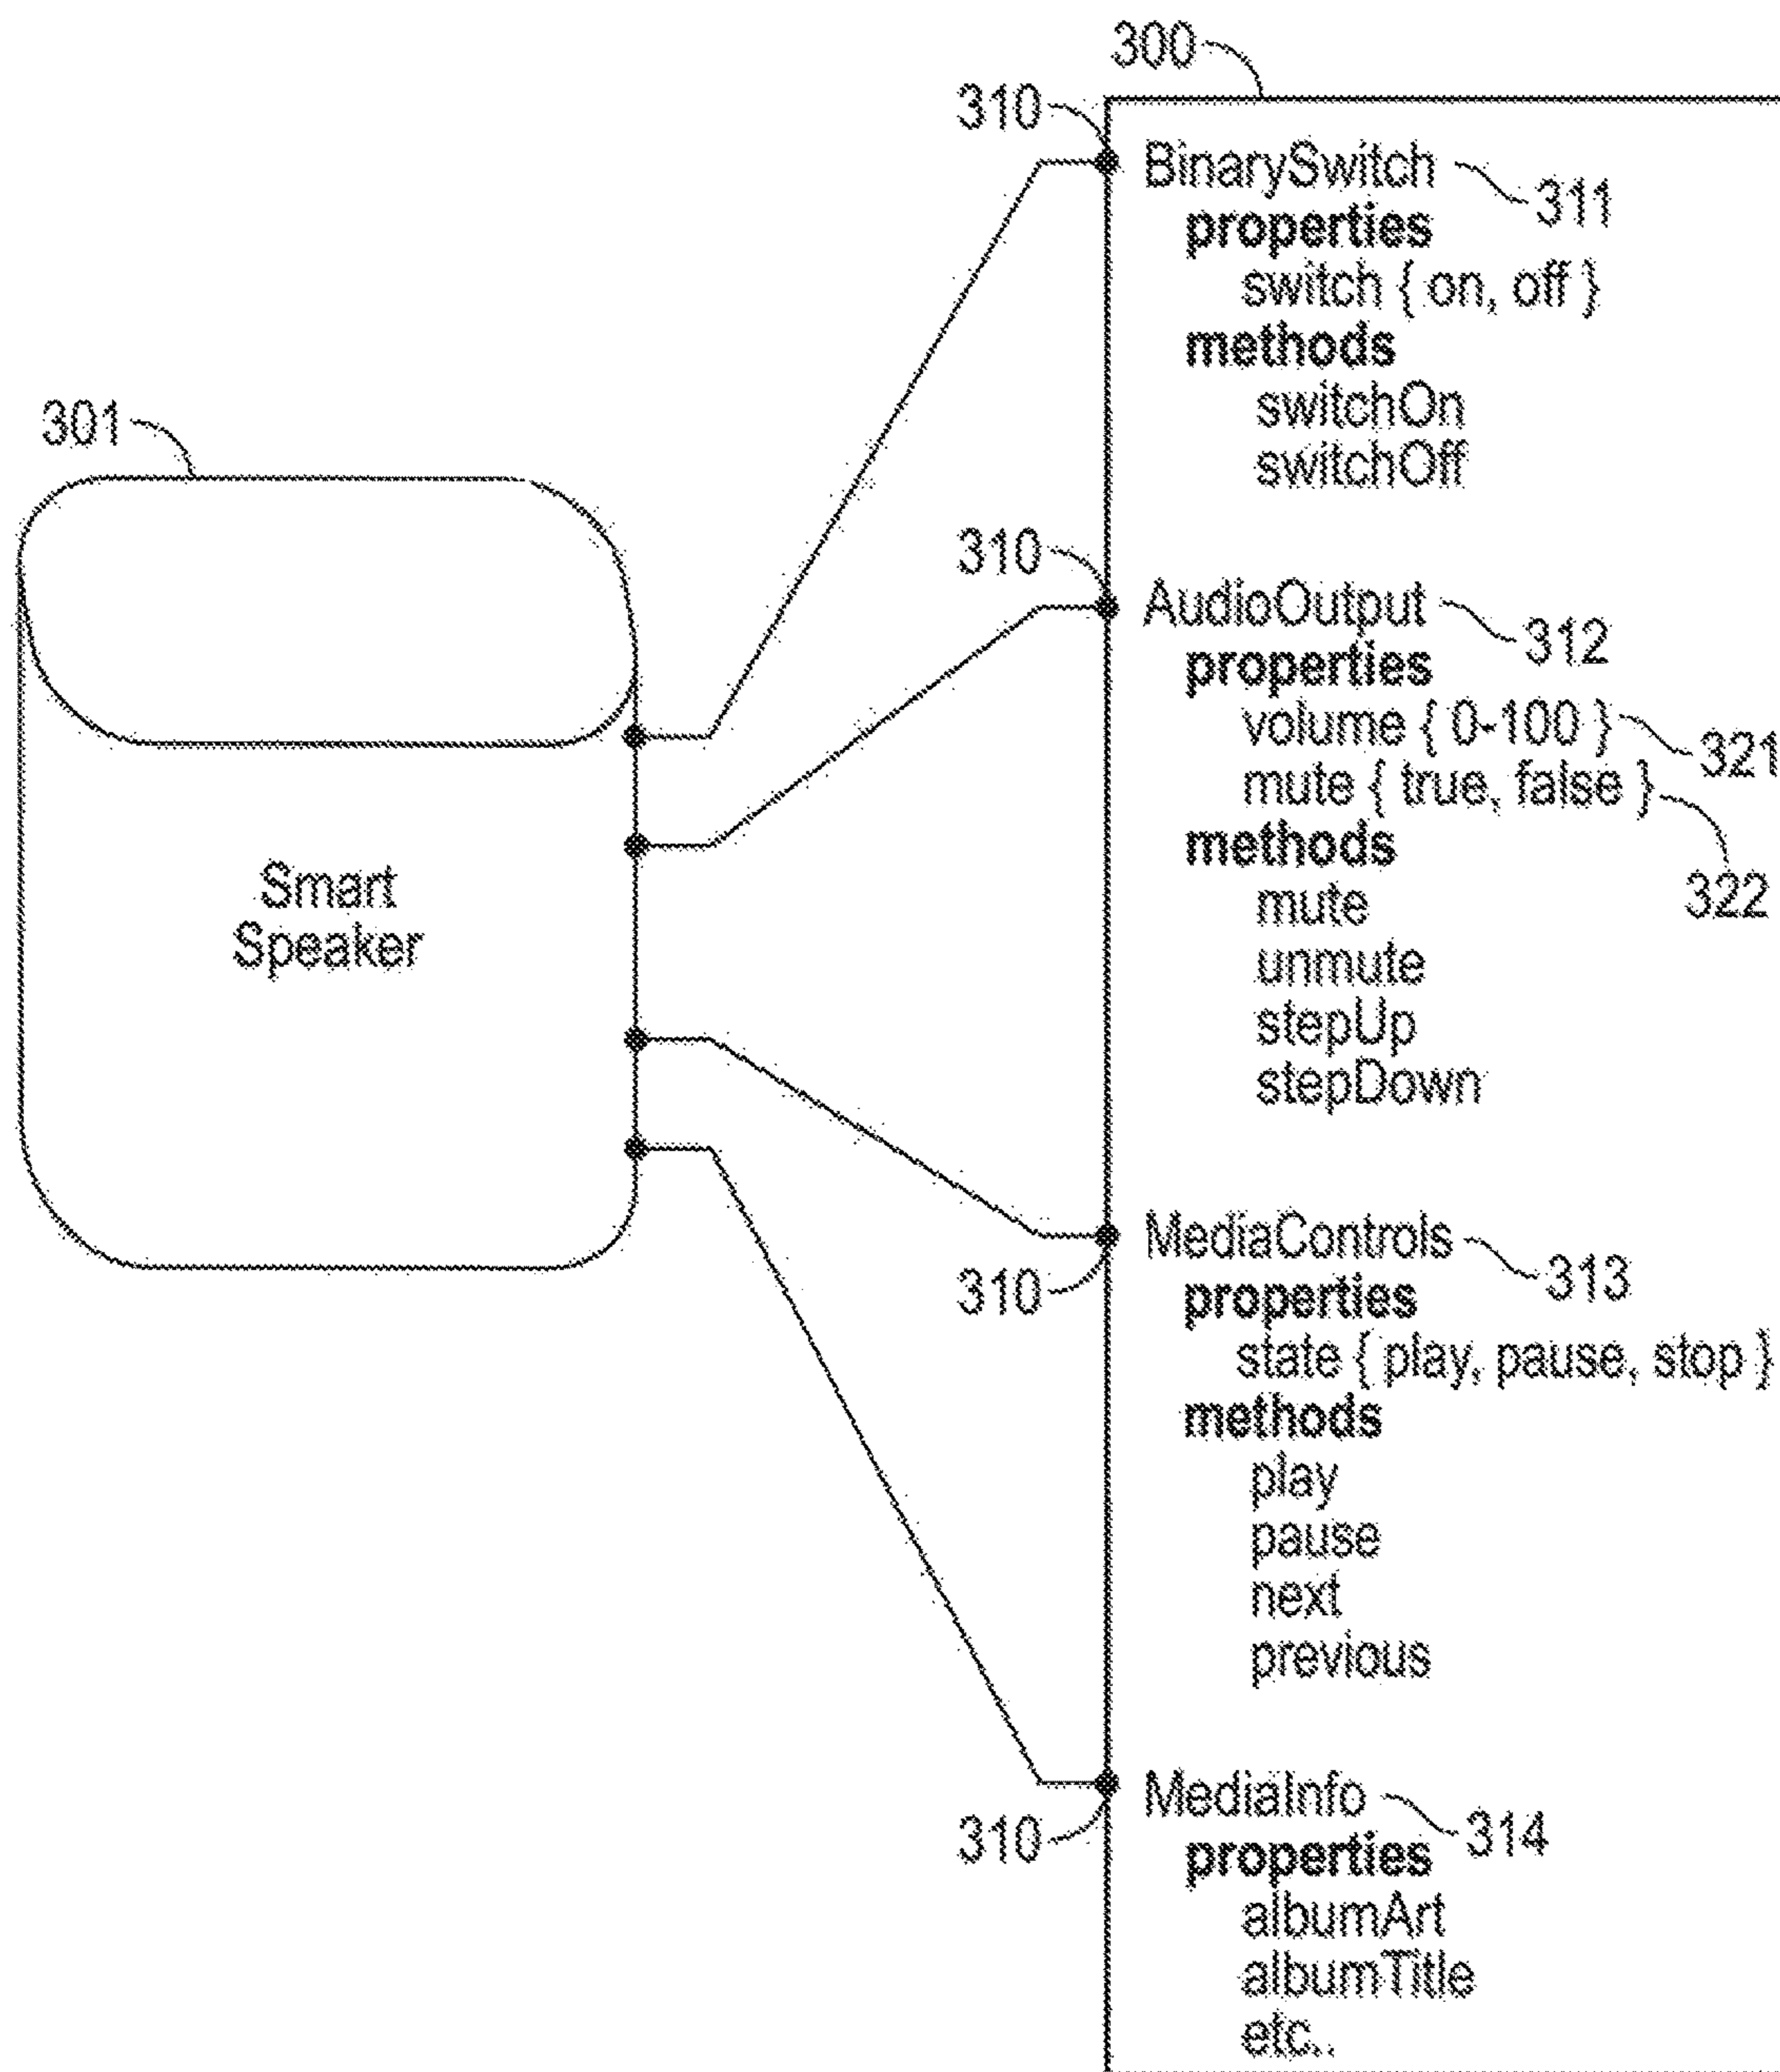 300
310
BinarySwitch
311
properties
switch { on, off }
methods
switchOn
switchOff
301
Smart
Speaker
310
AudioOutput
312
properties
volume { 0-100 }
321
mute { true, false }
322
methods
mute
unmute
stepUp
stepDown
MediaControls
313
310
properties
state { play, pause, stop }
methods
play
pause
next
previous
MediaInfo
314
310
properties
albumArt
albumTitle
etc..